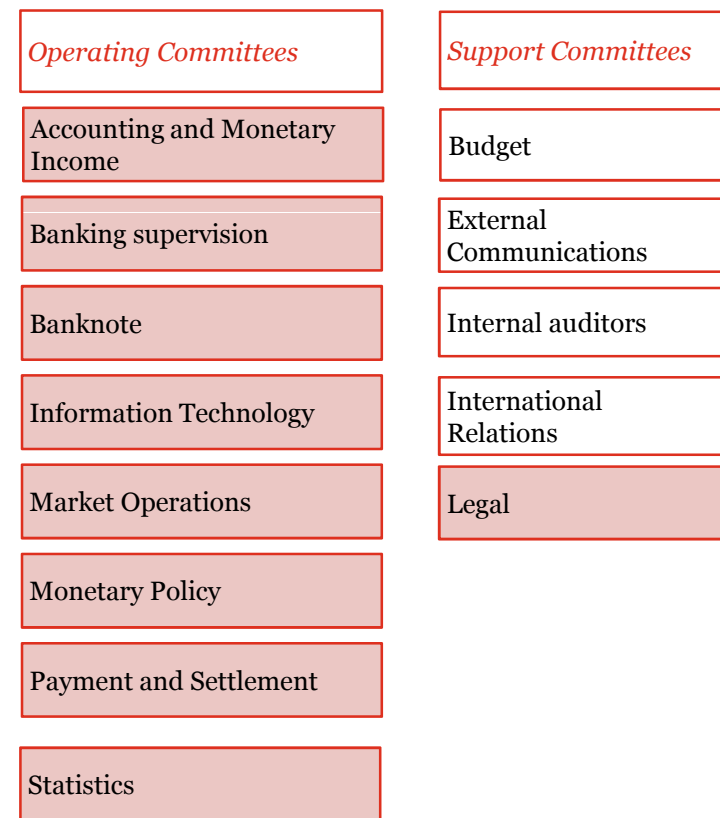 Operating Committees
Accounting and Monetary
Income
Banking supervision
Banknote
Information Technology
Market Operations
Monetary Policy
Payment and Settlement
Statistics
Support Committees
Budget
External
Communications
Internal auditors
International
Relations
Legal